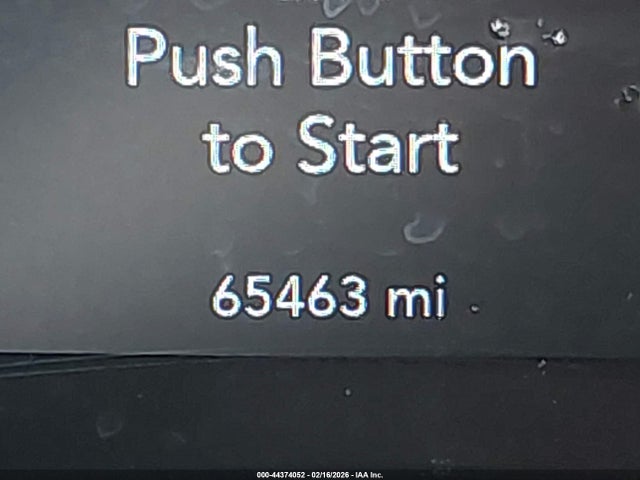 Push Button
to Start
65463 mi
000-44374052 - 02/16/2026 - IAA Inc.